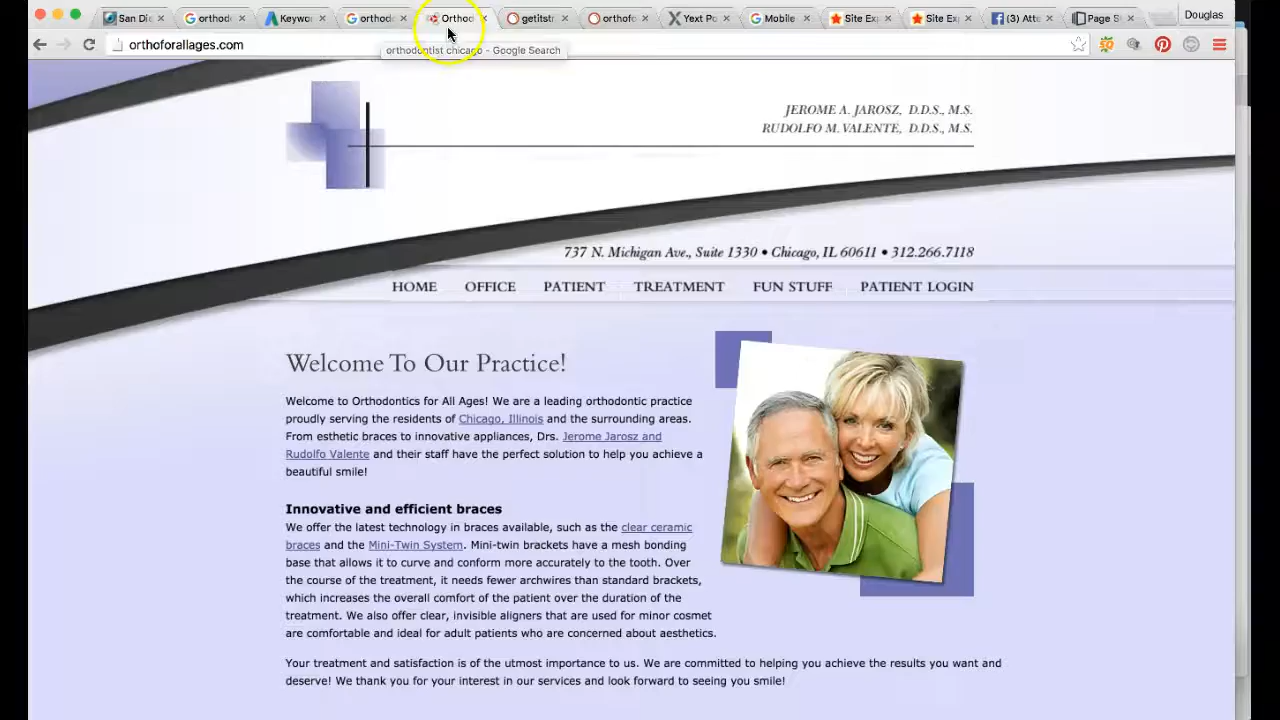 San Di
orthod
Keywor
orthod
Orthod
getitst
orthofo
Yext Po
Mobile
Site Ex
Site Ex
(3) Att
Page S
Douglas
orthoforallages.com
orthodontist chicago - Google Search
JEROME A. JAROSZ, D.D.S., M.S.
RUDOLFO M. VALENTE, D.D.S., M.S.
737 N. Michigan Ave., Suite 1330 • Chicago, IL 60611 • 312.266.7118
HOME OFFICE PATIENT TREATMENT FUN STUFF PATIENT LOGIN
Welcome To Our Practice!
Welcome to Orthodontics for All Ages! We are a leading orthodontic practice
proudly serving the residents of Chicago, Illinois and the surrounding areas.
From esthetic braces to innovative appliances, Drs. Jerome Jarosz and
Rudolfo Valente and their staff have the perfect solution to help you achieve a
beautiful smile!
Innovative and efficient braces
We offer the latest technology in braces available, such as the clear ceramic
braces and the Mini-Twin System. Mini-twin brackets have a mesh bonding
base that allows it to curve and conform more accurately to the tooth. Over
the course of the treatment, it needs fewer archwires than standard brackets,
which increases the overall comfort of the patient over the duration of the
treatment. We also offer clear, invisible aligners that are used for minor cosmet
are comfortable and ideal for adult patients who are concerned about aesthetics.
Your treatment and satisfaction is of the utmost importance to us. We are committed to helping you achieve the results you want and
deserve! We thank you for your interest in our services and look forward to seeing you smile!